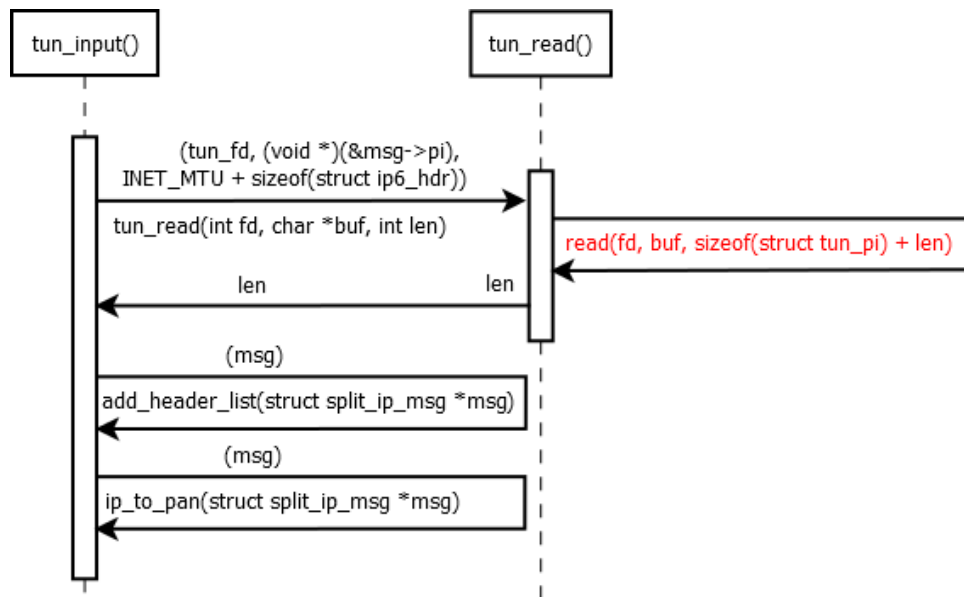 tun_input()
tun_read()
(tun_fd, (void *)(&msg->pi),
INET_MTU + sizeof(struct ip6_hdr))
tun_read(int fd, char *buf, int len)
read(fd, buf, sizeof(struct tun_pi) + len)
len
len
(msg)
add_header_list(struct split_ip_msg *msg)
(msg)
ip_to_pan(struct split_ip_msg *msg)